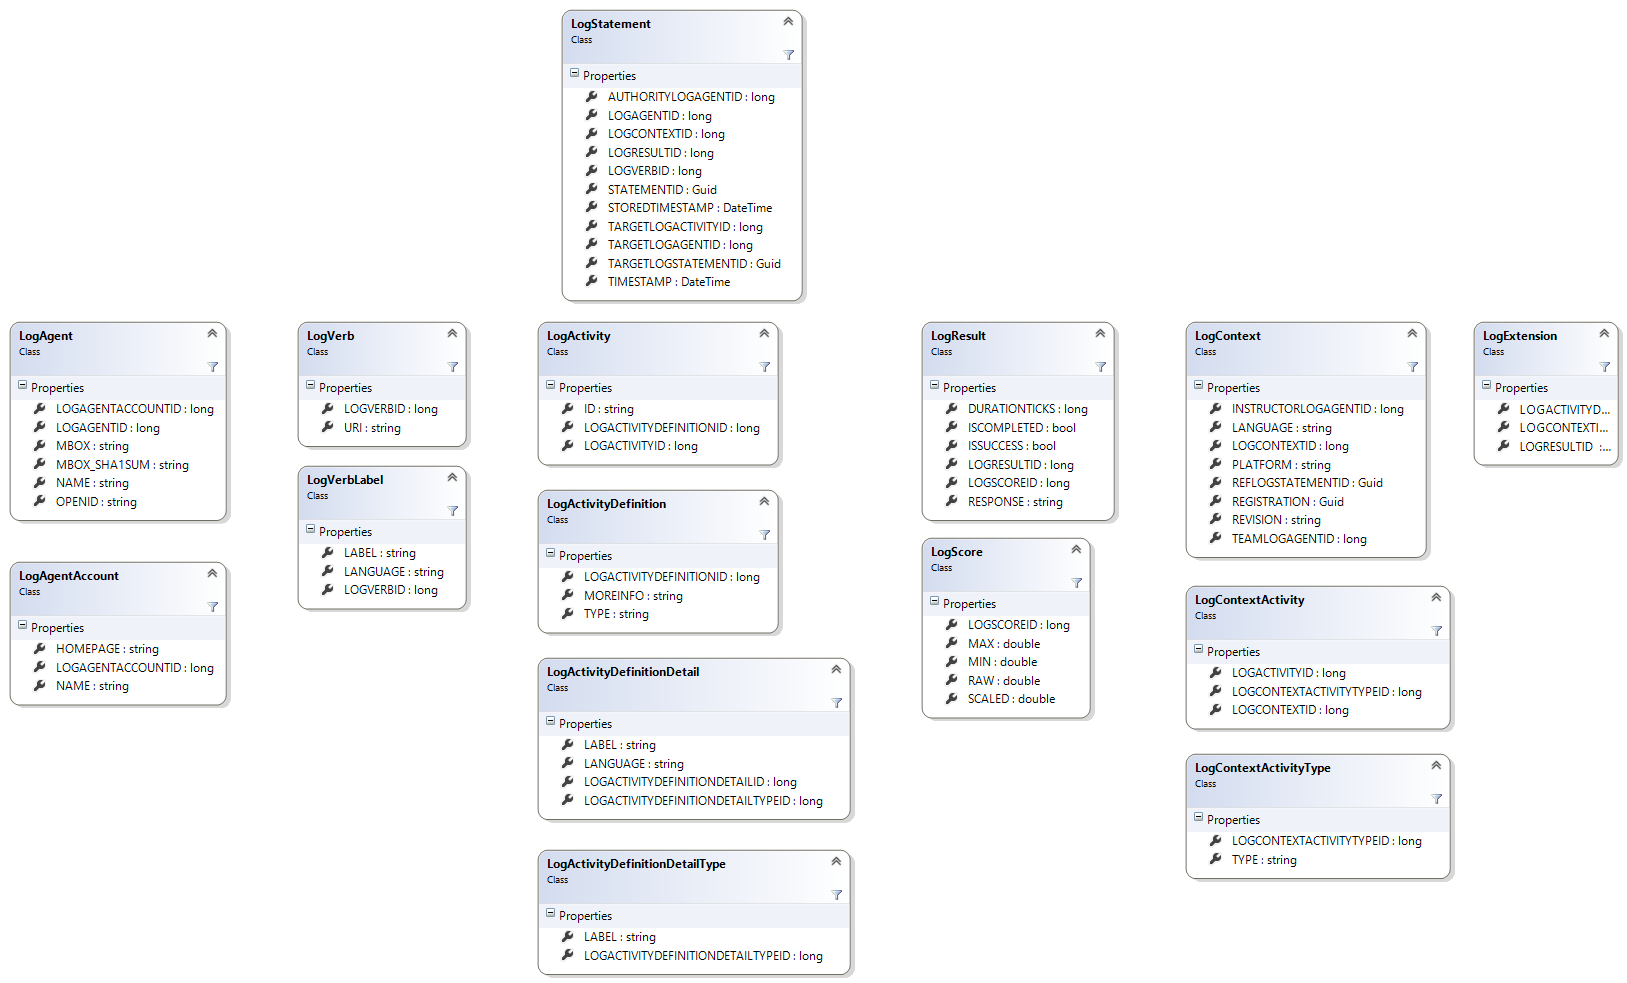 LogStatement
Class
Properties
AUTHORITYLOGAGENTID : long
LOGAGENTID : long
LOGCONTEXTID : long
LOGRESULTID : long
LOGVERBID : long
STATEMENTID : Guid
STOREDTIMESTAMP : DateTime
TARGETLOGACTIVITYID : long
TARGETLOGAGENTID : long
TARGETLOGSTATEMENTID : Guid
TIMESTAMP : DateTime
LogAgent
Class
Properties
LOGAGENTACCOUNTID : long
LOGAGENTID : long
MBOX : string
MBOX_SHA1SUM : string
NAME : string
OPENID : string
LogAgentAccount
Class
Properties
HOMEPAGE : string
LOGAGENTACCOUNTID : long
NAME : string
LogVerb
Class
Properties
LOGVERBID : long
URI : string
LogVerbLabel
Class
Properties
LABEL : string
LANGUAGE : string
LOGVERBID : long
LogActivity
Class
Properties
ID : string
LOGACTIVITYDEFINITIONID : long
LOGACTIVITYID : long
LogActivityDefinition
Class
Properties
LOGACTIVITYDEFINITIONID : long
MOREINFO : string
TYPE : string
LogActivityDefinitionDetail
Class
Properties
LABEL : string
LANGUAGE : string
LOGACTIVITYDEFINITIONDETAILID : long
LOGACTIVITYDEFINITIONDETAILTYPEID : long
LogActivityDefinitionDetailType
Class
Properties
LABEL : string
LOGACTIVITYDEFINITIONDETAILTYPEID : long
LogResult
Class
Properties
DURATIONTICKS : long
ISCOMPLETED : bool
ISSUCCESS : bool
LOGRESULTID : long
LOGSCOREID : long
RESPONSE : string
LogScore
Class
Properties
LOGSCOREID : long
MAX : double
MIN : double
RAW : double
SCALED : double
LogContext
Class
Properties
INSTRUCTORLOGAGENTID : long
LANGUAGE : string
LOGCONTEXTID : long
PLATFORM : string
REFLOGSTATEMENTID : Guid
REGISTRATION : Guid
REVISION : string
TEAMLOGAGENTID : long
LogContextActivity
Class
Properties
LOGACTIVITYID : long
LOGCONTEXTACTIVITYTYPEID : long
LOGCONTEXTID : long
LogContextActivityType
Class
Properties
LOGCONTEXTACTIVITYTYPEID : long
TYPE : string
LogExtension
Class
Properties
LOGACTIVITYD...
LOGCONTEXTI...
LOGRESULTID :...